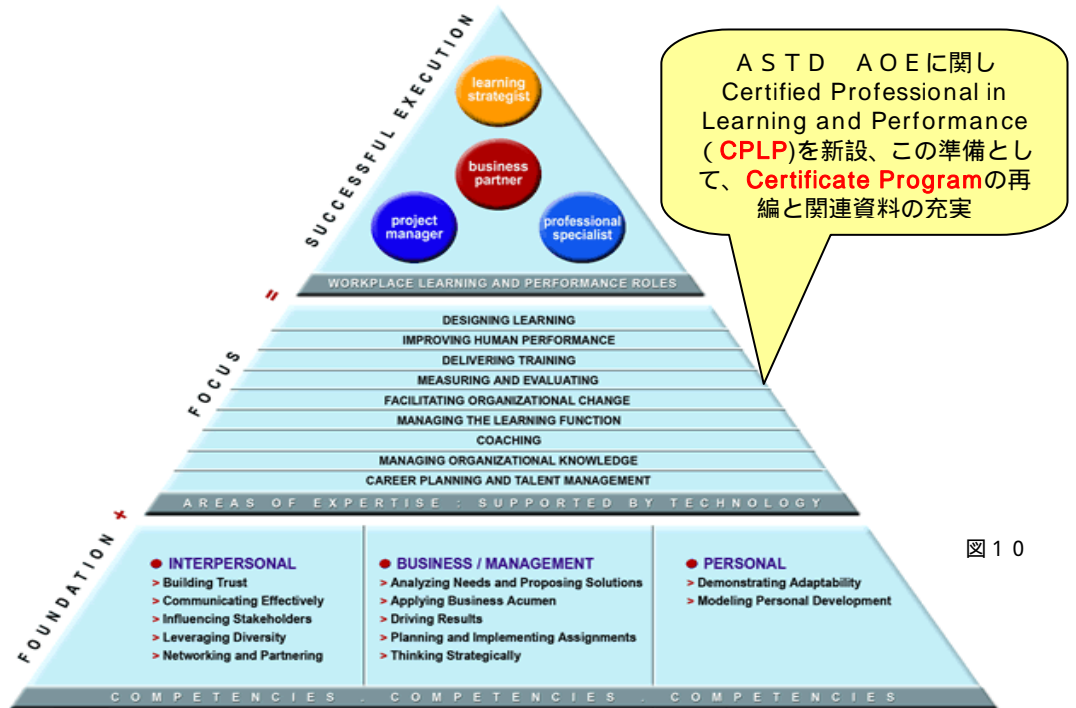 SUCCESSFUL EXECUTION
learning
strategist
business
partner
project
manager
professional
specialist
WORKPLACE LEARNING AND PERFORMANCE ROLES
ＡＳＴＤ　ＡＯＥに関し
Certified Professional in
Learning and Performance
( CPLP)を新設、この準備とし
て、Certificate Programの再
編と関連資料の充実
=
FOCUS
DESIGNING LEARNING
IMPROVING HUMAN PERFORMANCE
DELIVERING TRAINING
MEASURING AND EVALUATING
FACILITATING ORGANIZATIONAL CHANGE
MANAGING THE LEARNING FUNCTION
COACHING
MANAGING ORGANIZATIONAL KNOWLEDGE
CAREER PLANNING AND TALENT MANAGEMENT
AREAS OF EXPERTISE : SUPPORTED BY TECHNOLOGY
+
FOUNDATION
INTERPERSONAL
> Building Trust
> Communicating Effectively
> Influencing Stakeholders
> Leveraging Diversity
> Networking and Partnering
BUSINESS / MANAGEMENT
> Analyzing Needs and Proposing Solutions
> Applying Business Acumen
> Driving Results
> Planning and Implementing Assignments
> Thinking Strategically
PERSONAL
> Demonstrating Adaptability
> Modeling Personal Development
COMPETENCIES . COMPETENCIES . COMPETENCIES
図１０